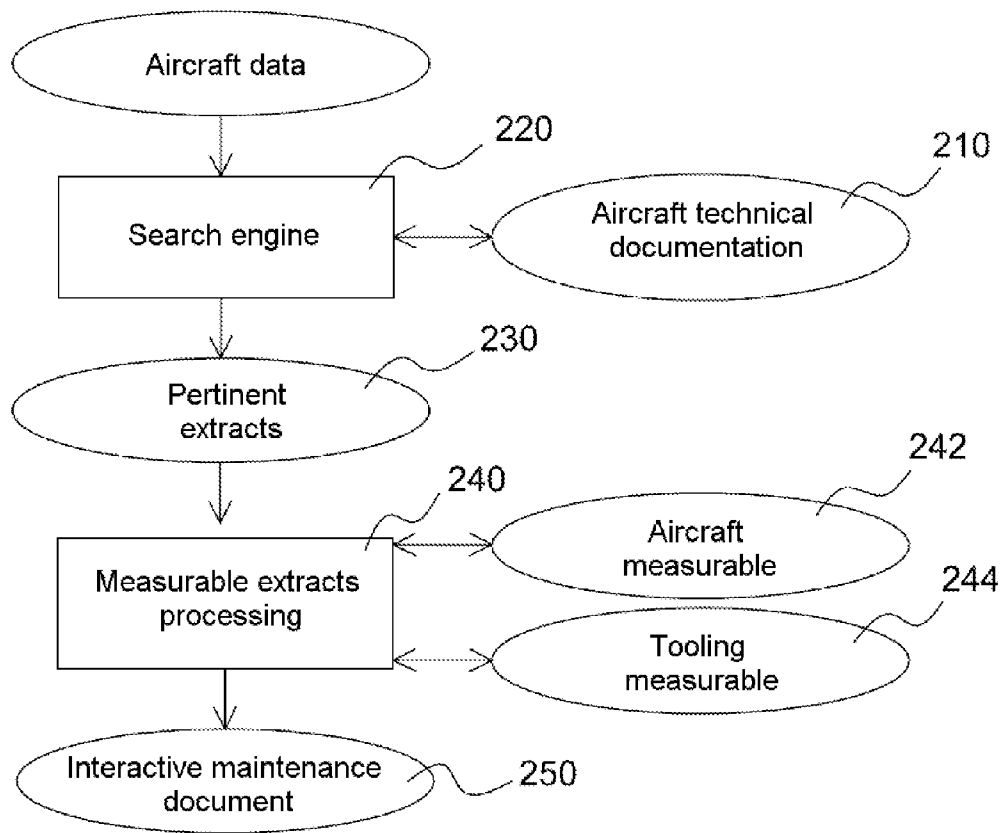 Aircraft data
220
210
Search engine
Aircraft technical
documentation
230
Pertinent
extracts
242
240
Aircraft
measurable
Measurable extracts
processing
244
Tooling
measurable
Interactive maintenance
document
250